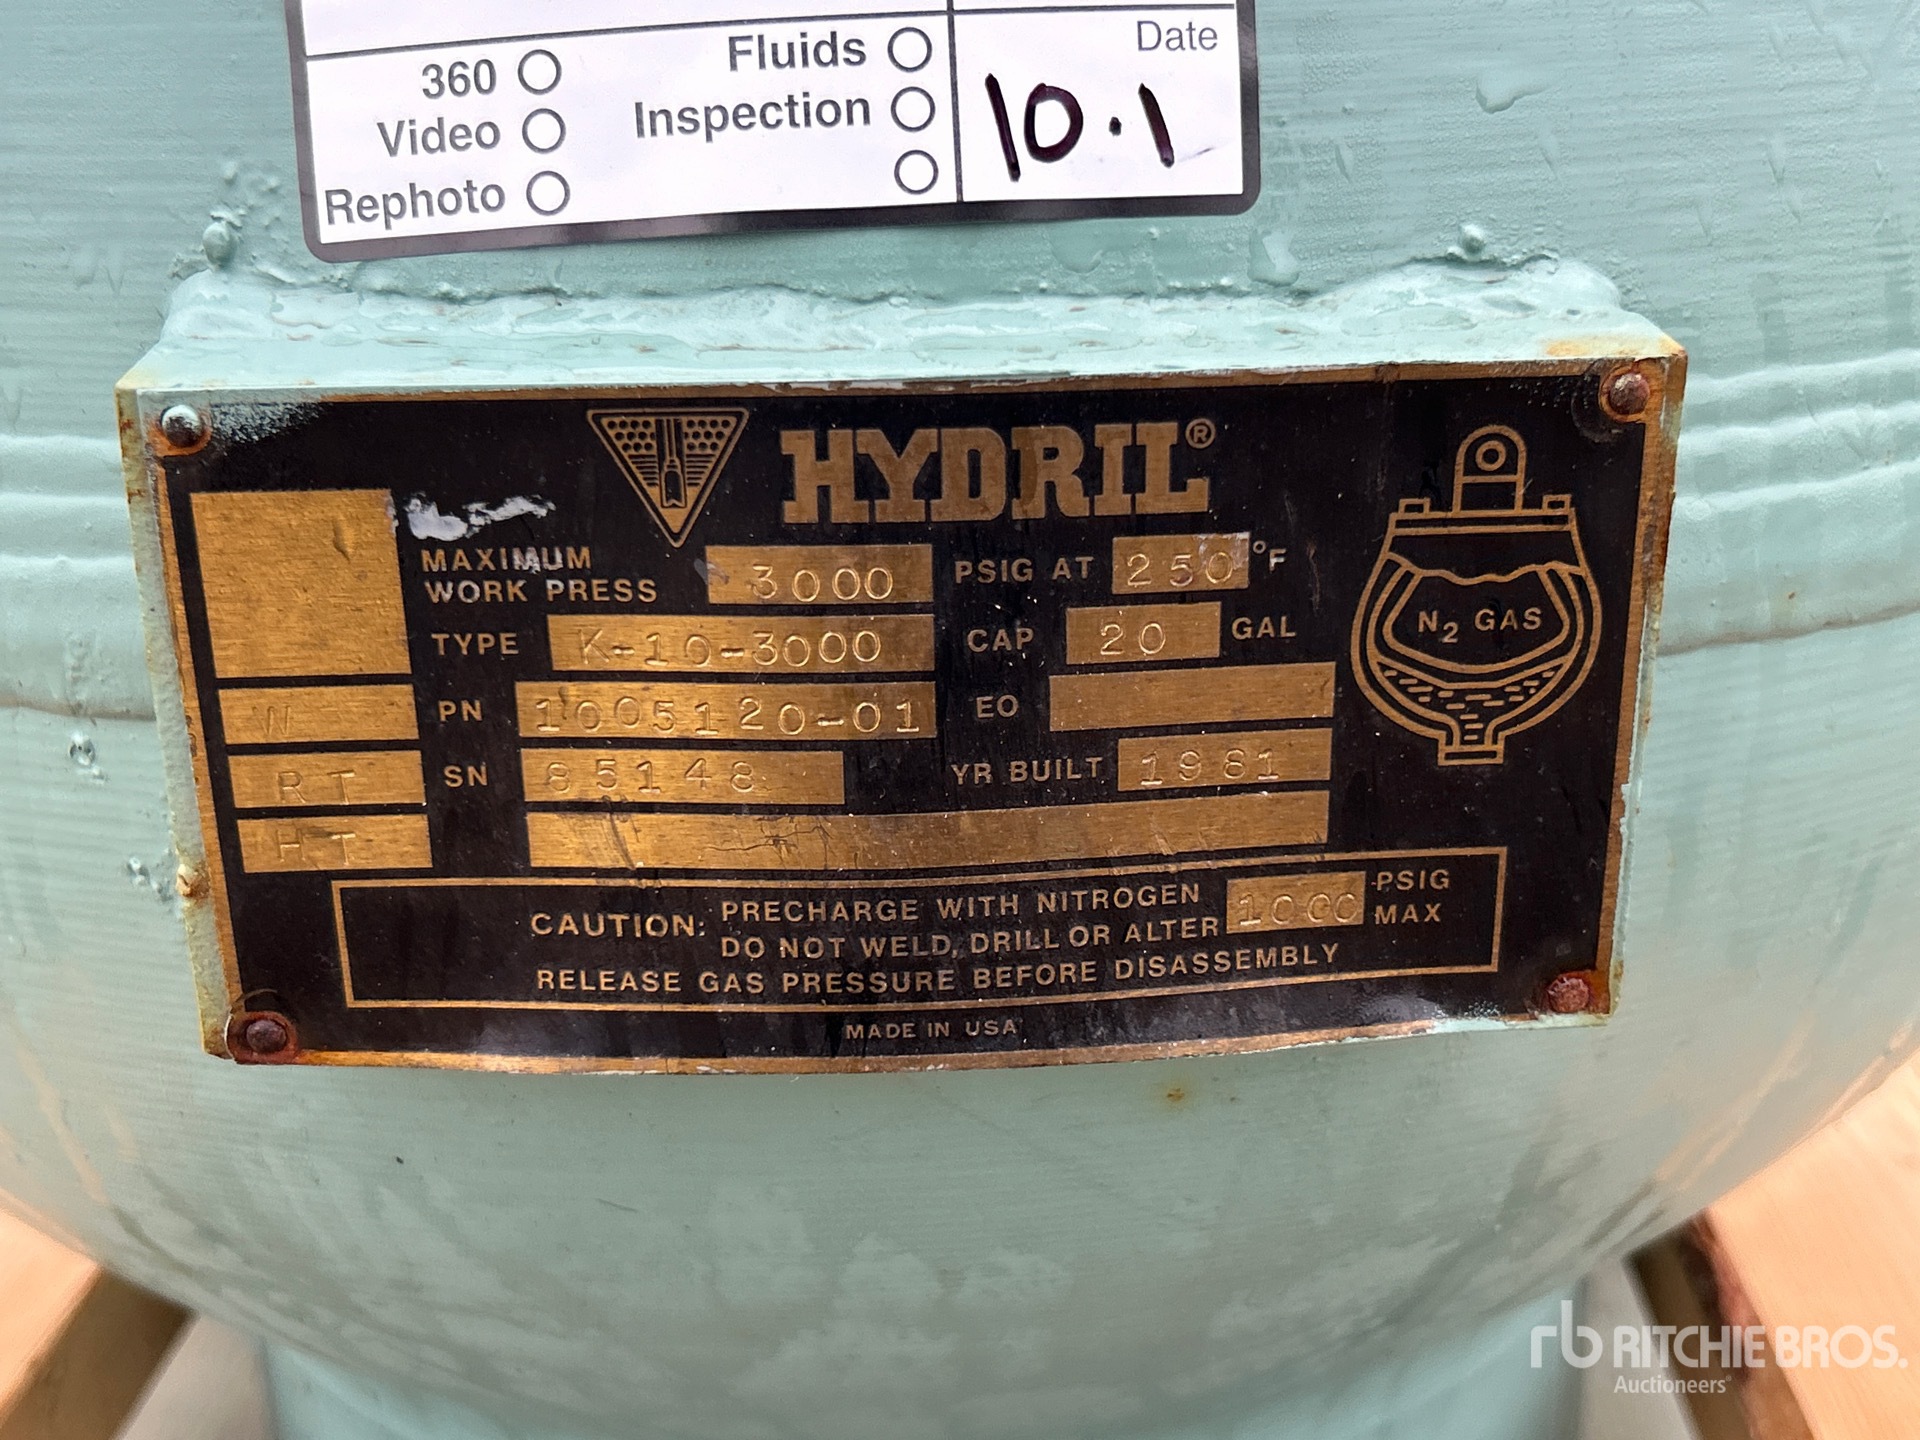 360
Video
Rephoto
Fluids
Inspection
Date
10.1
HYDRIL®
MAXIMUM WORK PRESS 3000 PSIG AT 250 °F
TYPE K-10-3000 CAP 20 GAL
W PN 1005120-01 EO
RT SN 85148 YR BUILT 1981
HT
N2 GAS
CAUTION: PRECHARGE WITH NITROGEN 1000 PSIG MAX
DO NOT WELD, DRILL OR ALTER
RELEASE GAS PRESSURE BEFORE DISASSEMBLY
MADE IN USA
rb RITCHIE BROS.
Auctioneers